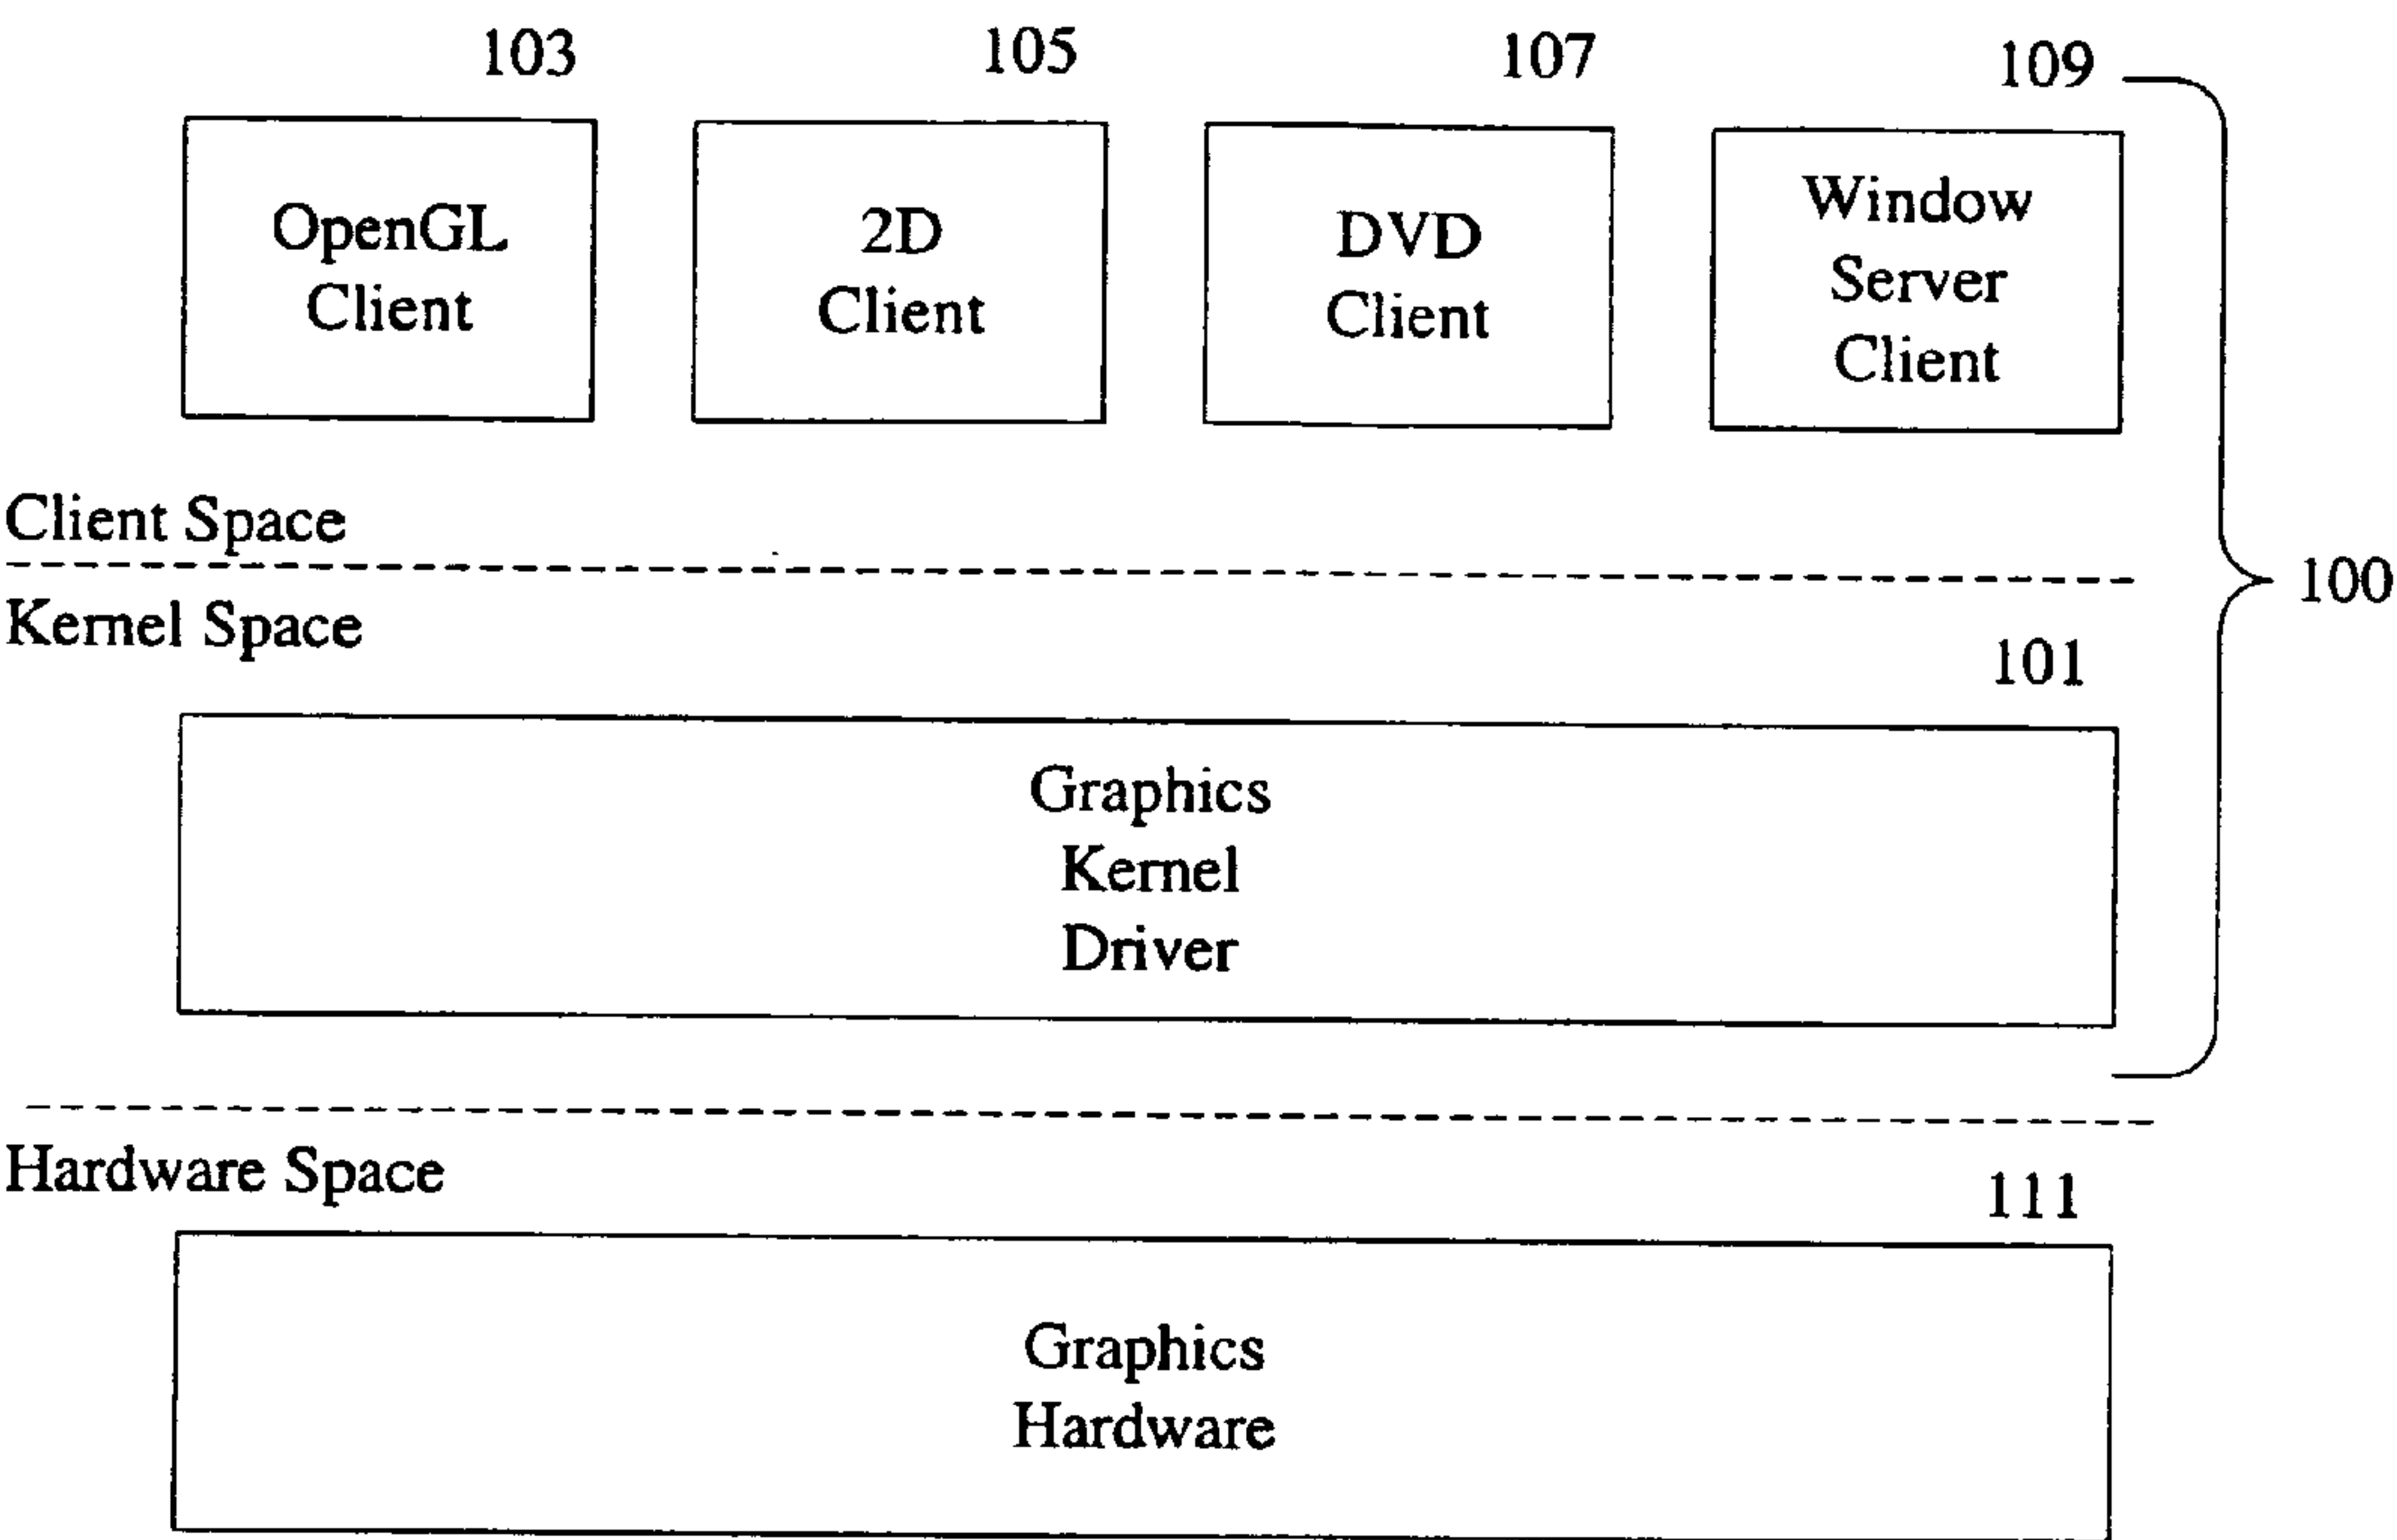 103
105
107
109
OpenGL
Client
2D
Client
DVD
Client
Window
Server
Client
Client Space
100
Kernel Space
101
Graphics
Kernel
Driver
Hardware Space
111
Graphics
Hardware